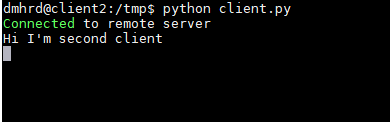 dmhrd@client2:/tmp$ python client.py
Connected to remote server
Hi I'm second client